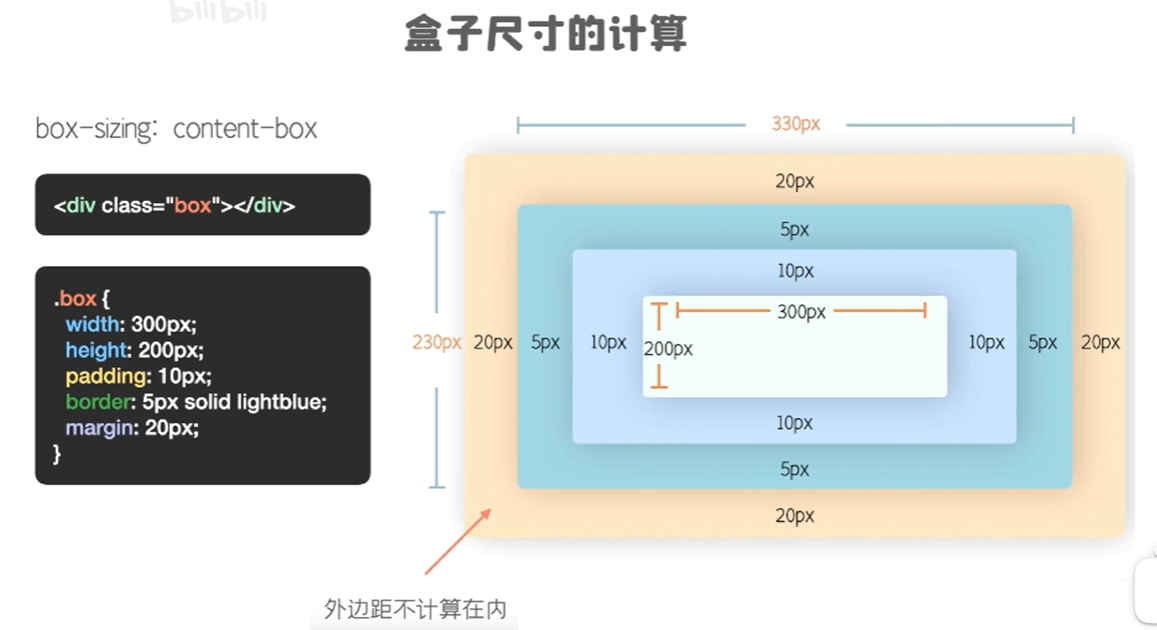 bilibili
盒子尺寸的计算
box-sizing: content-box
<div class="box"></div>
.box {
width: 300px;
height: 200px;
padding: 10px;
border: 5px solid lightblue;
margin: 20px;
}
330px
20px
5px
10px
300px
230px 20px 5px 10px 200px 10px 5px 20px
10px
5px
20px
外边距不计算在内